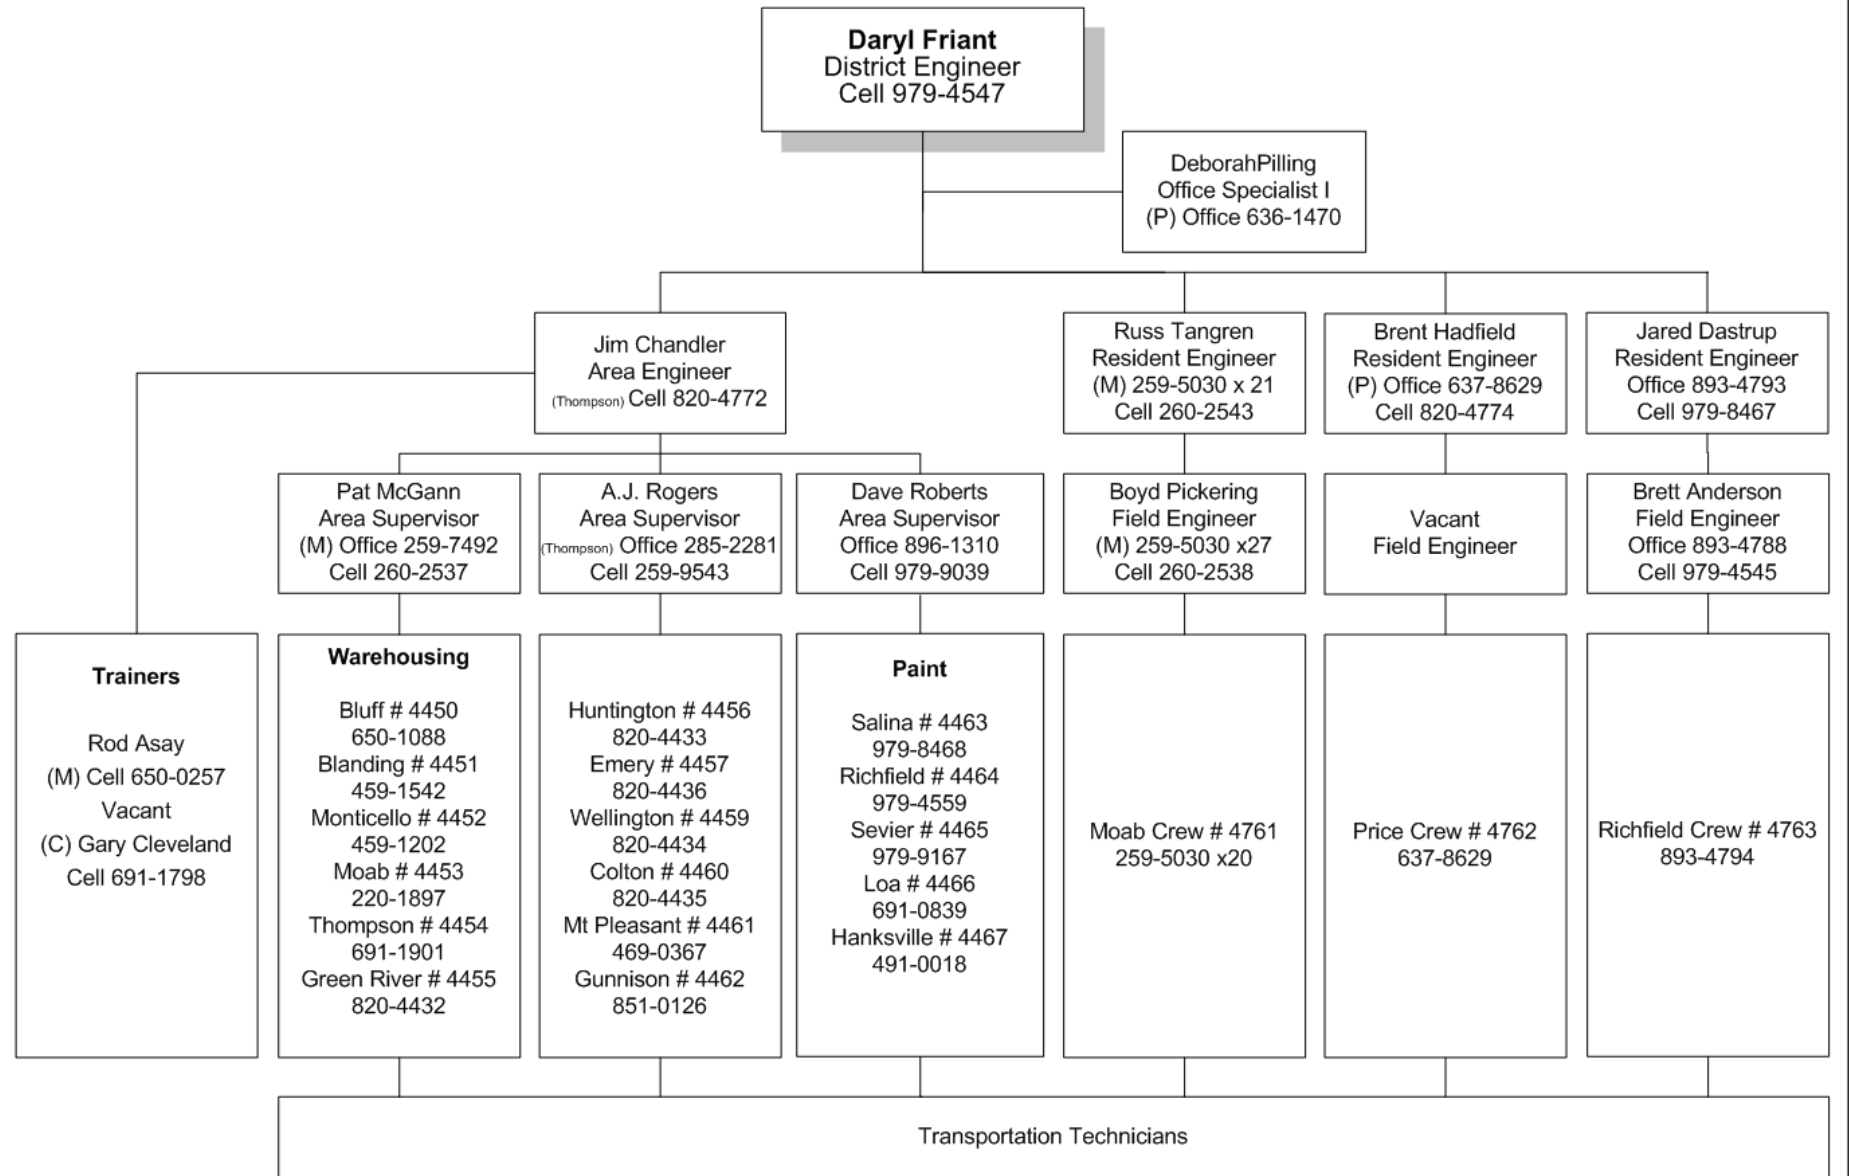 Daryl Friant
District Engineer
Cell 979-4547
DeborahPilling
Office Specialist I
(P) Office 636-1470
Jim Chandler
Area Engineer
(Thompson) Cell 820-4772
Russ Tangren
Resident Engineer
(M) 259-5030 x 21
Cell 260-2543
Brent Hadfield
Resident Engineer
(P) Office 637-8629
Cell 820-4774
Jared Dastrup
Resident Engineer
Office 893-4793
Cell 979-8467
Pat McGann
Area Supervisor
(M) Office 259-7492
Cell 260-2537
A.J. Rogers
Area Supervisor
(Thompson) Office 285-2281
Cell 259-9543
Dave Roberts
Area Supervisor
Office 896-1310
Cell 979-9039
Boyd Pickering
Field Engineer
(M) 259-5030 x27
Cell 260-2538
Vacant
Field Engineer
Brett Anderson
Field Engineer
Office 893-4788
Cell 979-4545
Trainers
Rod Asay
(M) Cell 650-0257
Vacant
(C) Gary Cleveland
Cell 691-1798
Warehousing
Bluff # 4450
650-1088
Blanding # 4451
459-1542
Monticello # 4452
459-1202
Moab # 4453
220-1897
Thompson # 4454
691-1901
Green River # 4455
820-4432
Huntington # 4456
820-4433
Emery # 4457
820-4436
Wellington # 4459
820-4434
Colton # 4460
820-4435
Mt Pleasant # 4461
469-0367
Gunnison # 4462
851-0126
Paint
Salina # 4463
979-8468
Richfield # 4464
979-4559
Sevier # 4465
979-9167
Loa # 4466
691-0839
Hanksville # 4467
491-0018
Moab Crew # 4761
259-5030 x20
Price Crew # 4762
637-8629
Richfield Crew # 4763
893-4794
Transportation Technicians